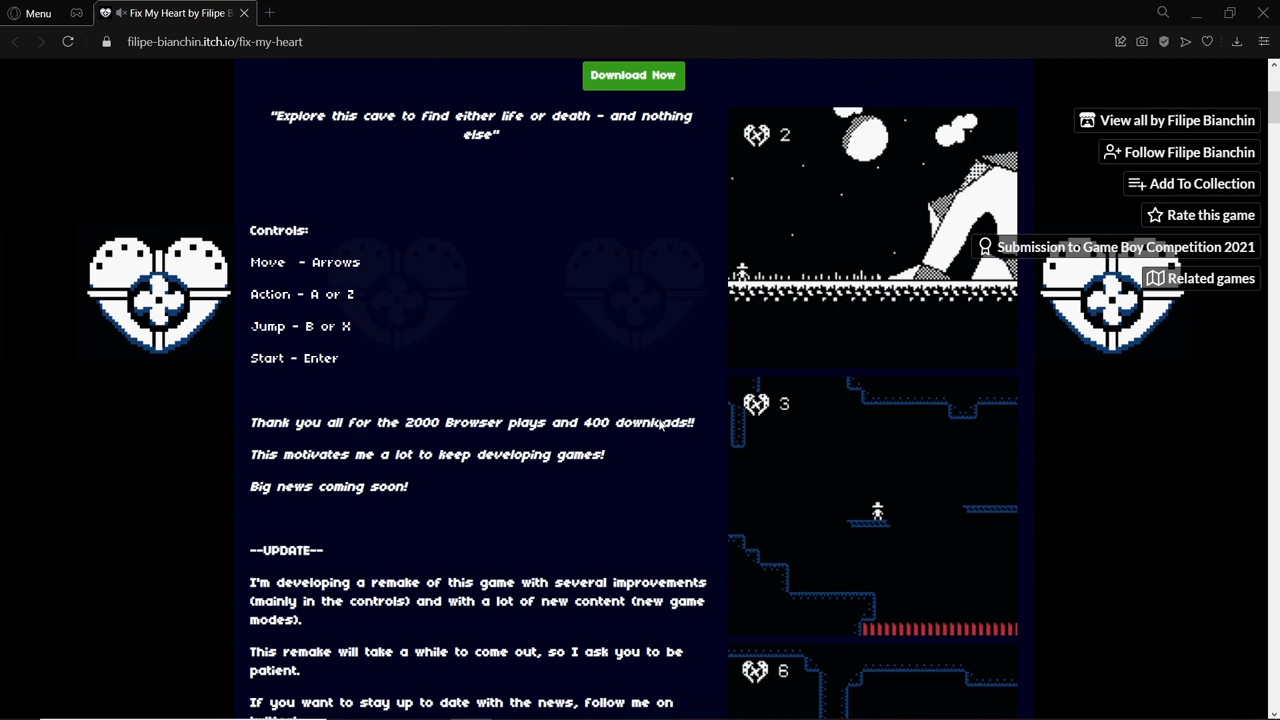 Menu
Fix My Heart by Filipe B
filipe-bianchin.itch.io/fix-my-heart
Download Now
"Explore this cave to find either life or death - and nothing
else"
2
View all by Filipe Bianchin
Follow Filipe Bianchin
Add To Collection
Rate this game
Submission to Game Boy Competition 2021
Related games
Controls:
Move - Arrows
Action - A or Z
Jump - B or X
Start - Enter
3
Thank you all for the 2000 Browser plays and 400 downloads!!
This motivates me a lot to keep developing games!
Big news coming soon!
--UPDATE--
I'm developing a remake of this game with several improvements
(mainly in the controls) and with a lot of new content (new game
modes).
This remake will take a while to come out, so I ask you to be
patient.
6
If you want to stay up to date with the news, follow me on